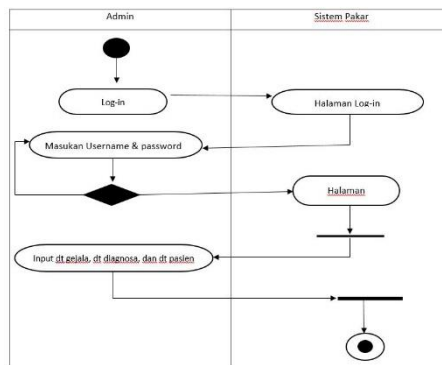 Admin
Sistem Pakar
Log-In
Halaman Log-in
Masukan Username & password
Halaman
Input dt gejala, dt diagnosa, dan dt pasien